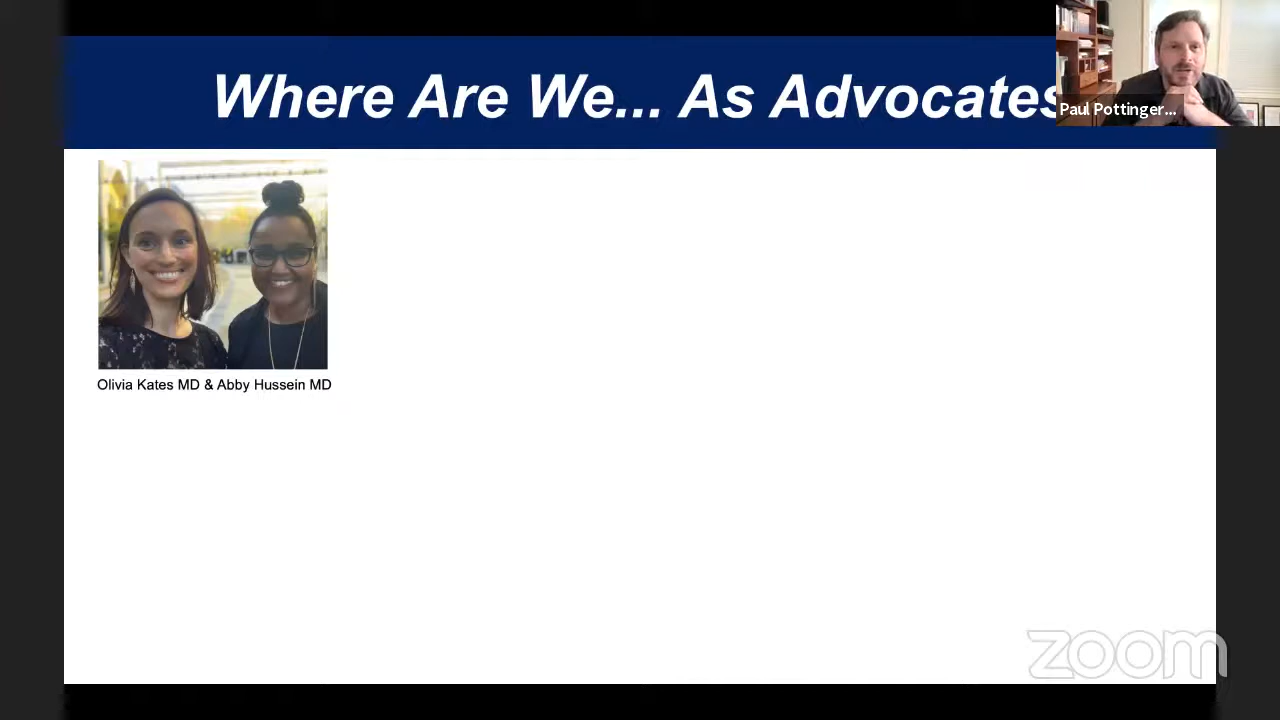 Where Are We... As Advocates
Paul Pottinger...
Olivia Kates MD & Abby Hussein MD
zoom